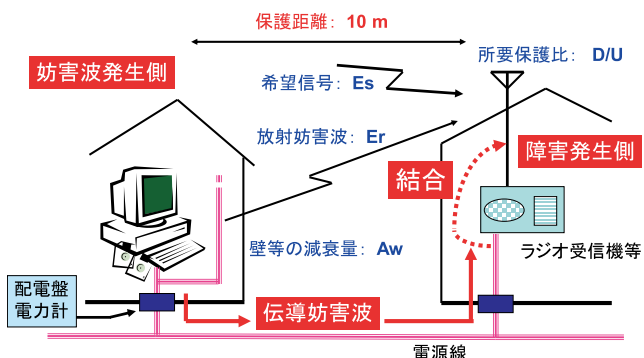 保護距離： 10 m
妨害波発生側
所要保護比： D/U
希望信号： Es
放射妨害波： Er
障害発生側
結合
壁等の減衰量： Aw
ラジオ受信機等
配電盤
電力計
伝導妨害波
電源線